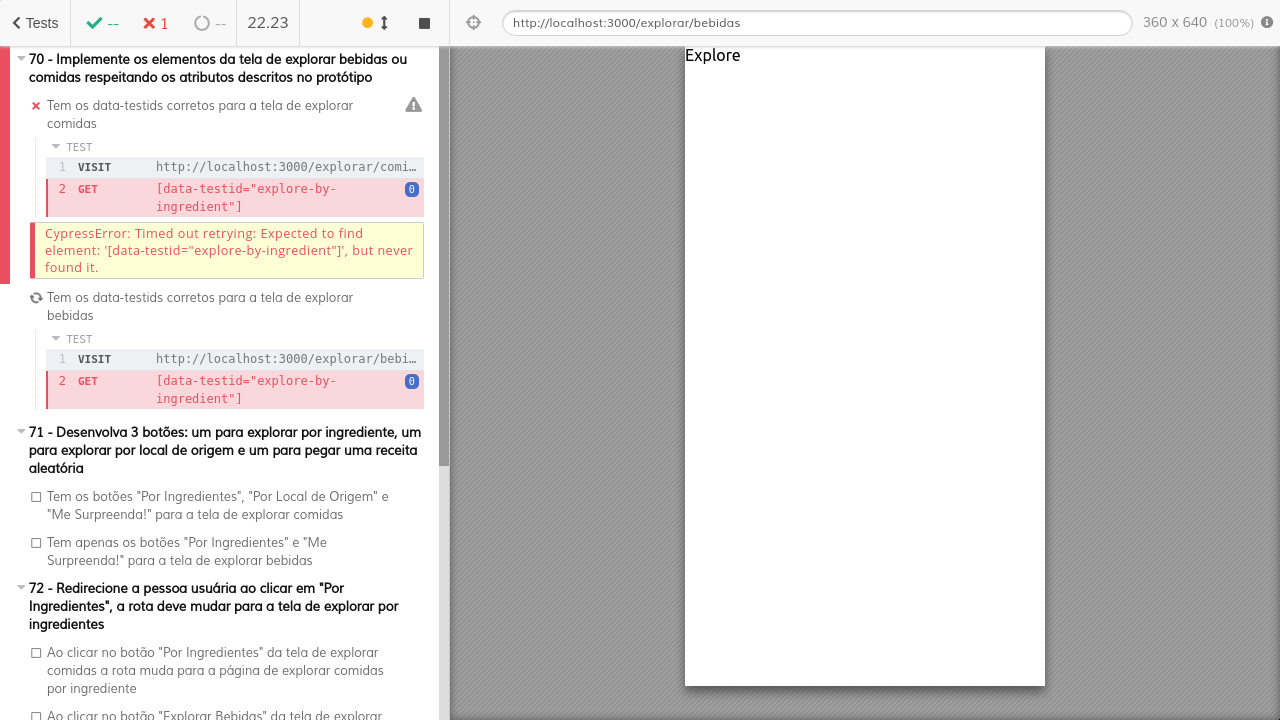 Tests
--
1
--
22.23
http://localhost:3000/explorar/bebidas
360 x 640 (100%)
70 - Implemente os elementos da tela de explorar bebidas ou
comidas respeitando os atributos descritos no protótipo
Tem os data-testids corretos para a tela de explorar
comidas
TEST
1 VISIT http://localhost:3000/explorar/comi…
2 GET [data-testid="explore-by-
ingredient"]
0
CypressError: Timed out retrying: Expected to find
element: '[data-testid="explore-by-ingredient"]', but never
found it.
Tem os data-testids corretos para a tela de explorar
bebidas
TEST
1 VISIT http://localhost:3000/explorar/bebi…
2 GET [data-testid="explore-by-
ingredient"]
0
71 - Desenvolva 3 botões: um para explorar por ingrediente, um
para explorar por local de origem e um para pegar uma receita
aleatória
Tem os botões "Por Ingredientes", "Por Local de Origem" e
"Me Surpreenda!" para a tela de explorar comidas
Tem apenas os botões "Por Ingredientes" e "Me
Surpreenda!" para a tela de explorar bebidas
72 - Redirecione a pessoa usuária ao clicar em "Por
Ingredientes", a rota deve mudar para a tela de explorar por
ingredientes
Ao clicar no botão "Por Ingredientes" da tela de explorar
comidas a rota muda para a página de explorar comidas
por ingrediente
Ao clicar no botão "Explorar Bebidas" da tela de explorar
Explore